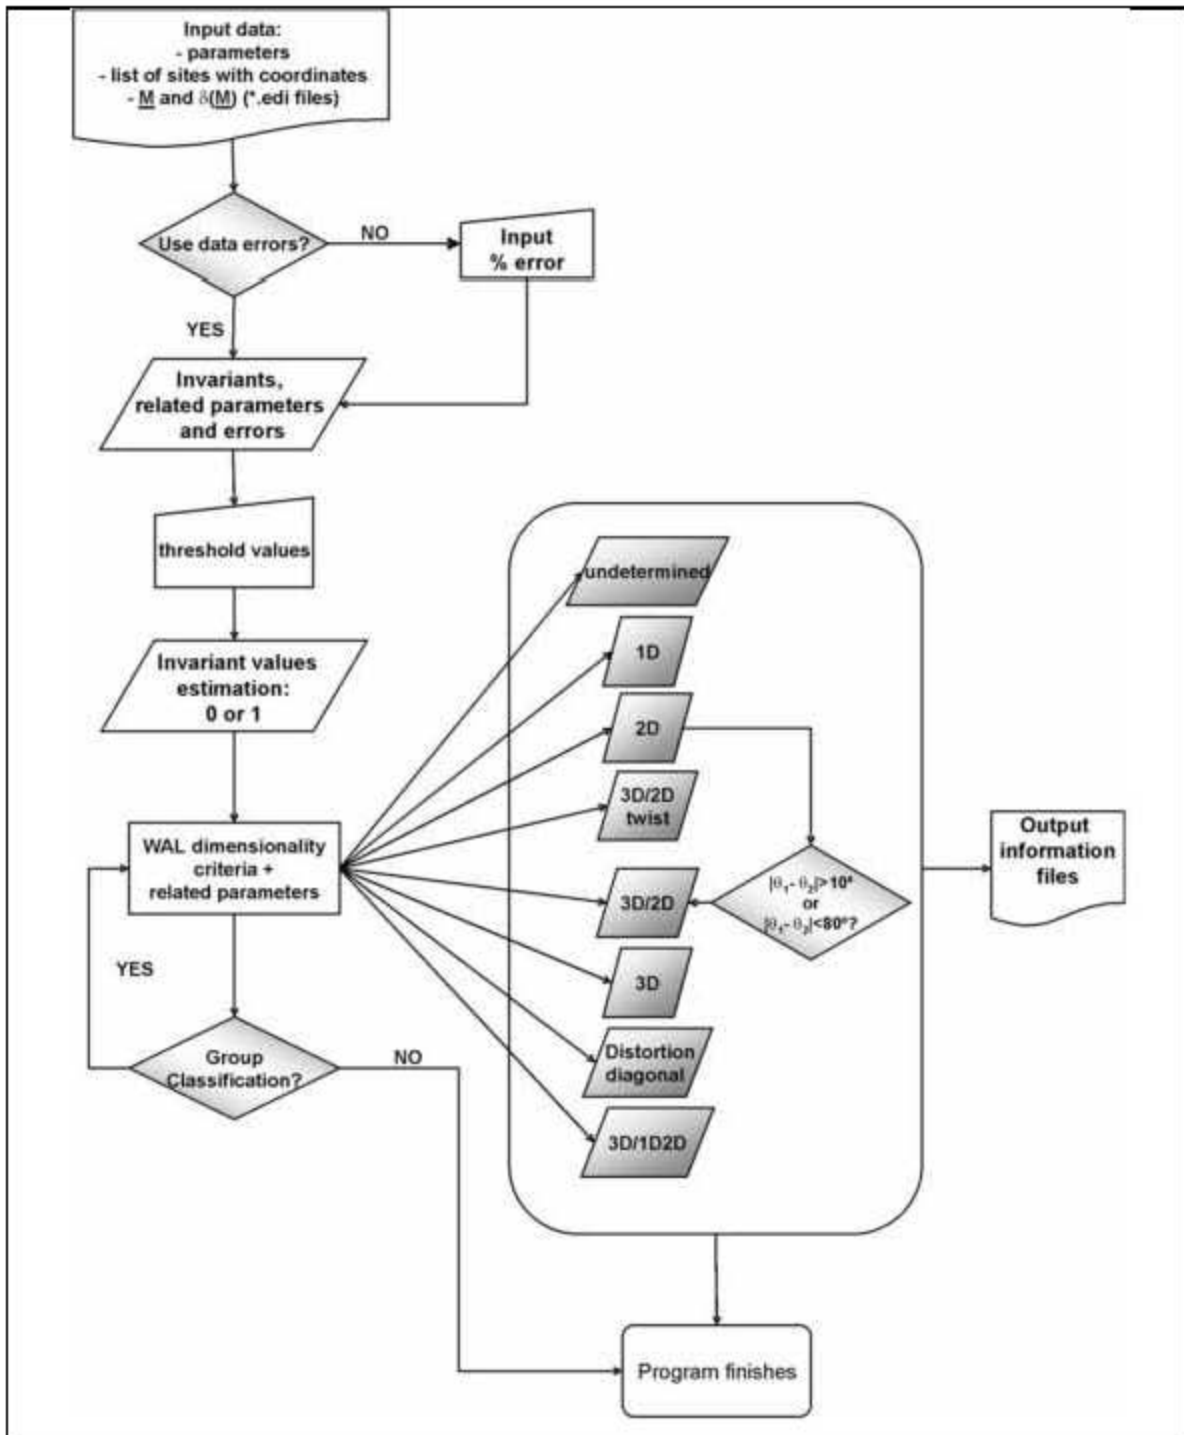 Input data:
- parameters
- list of sites with coordinates
- M and δ(M) (*.edi files)
Use data errors?
NO
Input
% error
YES
Invariants,
related parameters
and errors
threshold values
Invariant values
estimation:
0 or 1
WAL dimensionality
criteria +
related parameters
YES
Group
Classification?
NO
undetermined
1D
2D
3D/2D
twist
3D/2D
|θ₁- θ₂|>10º
or
|θ₁- θ₂|<80º?
3D
Distortion
diagonal
3D/1D2D
Output
information
files
Program finishes